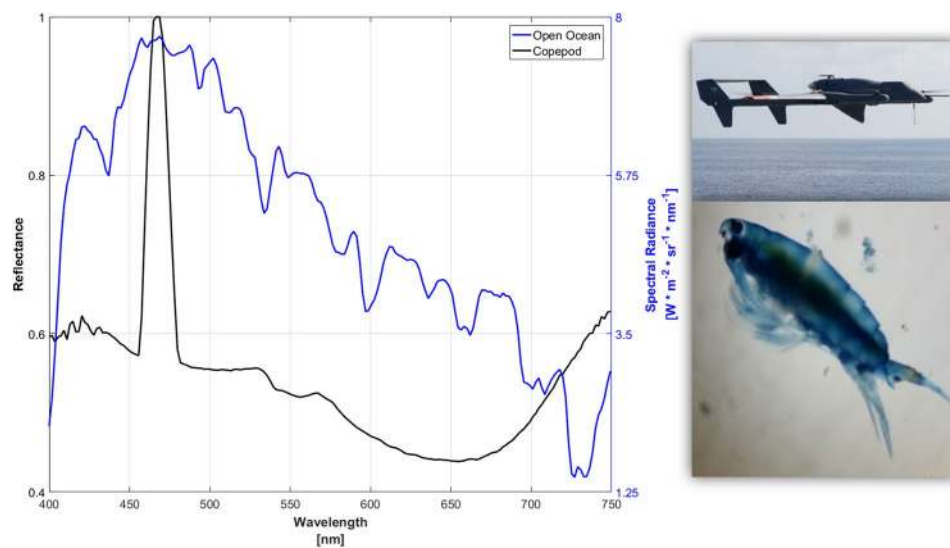 1
0.8
0.6
0.4
Reflectance
400
450
500
550
600
650
700
750
Wavelength
[nm]
Open Ocean
Copepod
8
5.75
3.5
1.25
Spectral Radiance
[W * m-2 * sr-1 * nm-1]